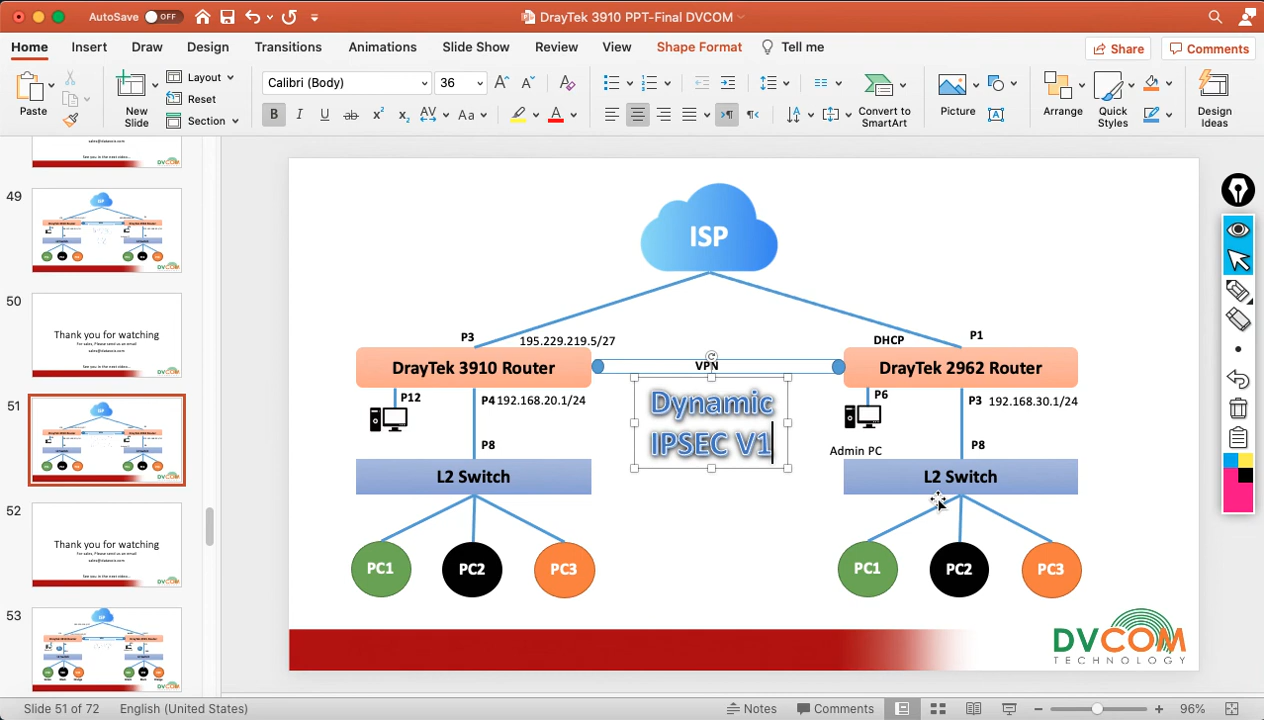 AutoSave
OFF
DrayTek 3910 PPT-Final DVCOM
Home
Insert
Draw
Design
Transitions
Animations
Slide Show
Review
View
Shape Format
Tell me
Share
Comments
Paste
New
Slide
Layout
Reset
Section
Calibri (Body)
36
Convert to
SmartArt
Picture
Arrange
Quick
Styles
Design
Ideas
49
50
Thank you for watching
51
52
Thank you for watching
53
ISP
P3
195.229.219.5/27
DHCP
P1
DrayTek 3910 Router
VPN
DrayTek 2962 Router
P12
P4
192.168.20.1/24
Dynamic
IPSEC V1
P6
P3
192.168.30.1/24
P8
Admin PC
P8
L2 Switch
L2 Switch
PC1
PC2
PC3
PC1
PC2
PC3
DVCOM
TECHNOLOGY
Slide 51 of 72
English (United States)
Notes
Comments
96%